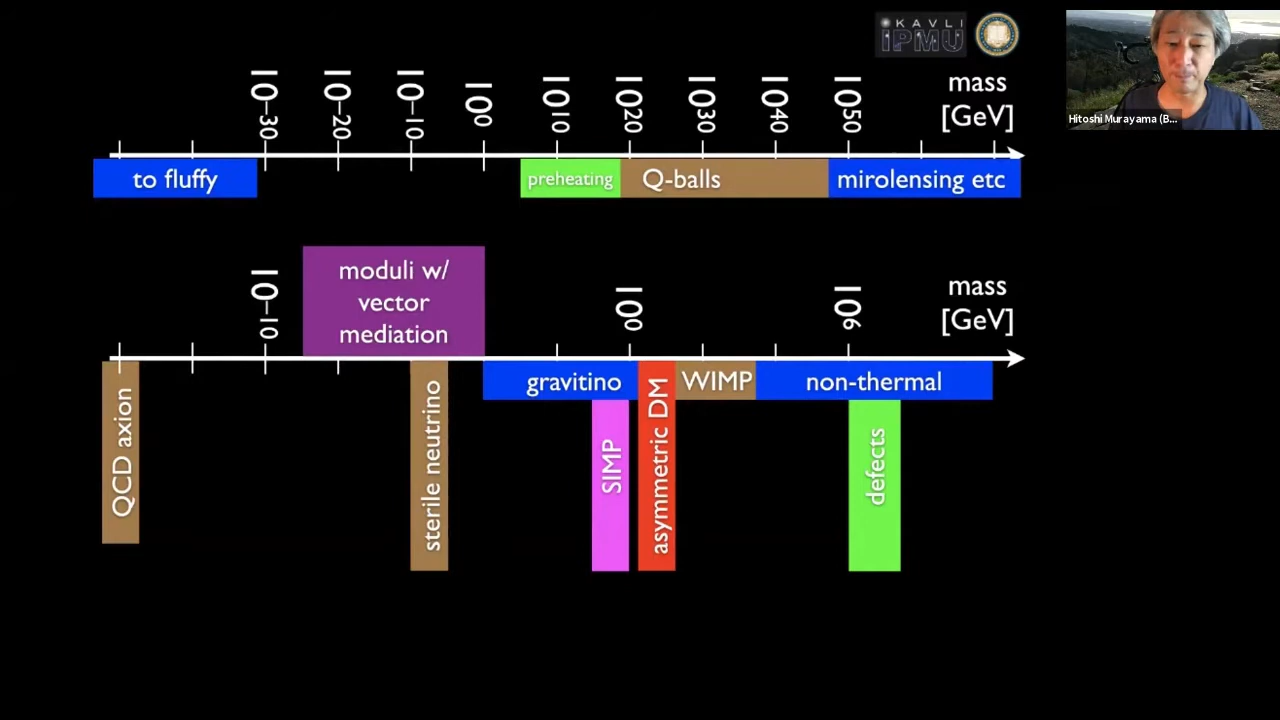 KAVLI
IPMU
Hitoshi Murayama (B...
10−30
10−20
10−10
100
1010
1020
1030
1040
1050
mass
[GeV]
to fluffy
preheating
Q-balls
mirolensing etc
10−10
moduli w/
vector
mediation
100
106
mass
[GeV]
gravitino
WIMP
non-thermal
QCD axion
sterile neutrino
SIMP
asymmetric DM
defects